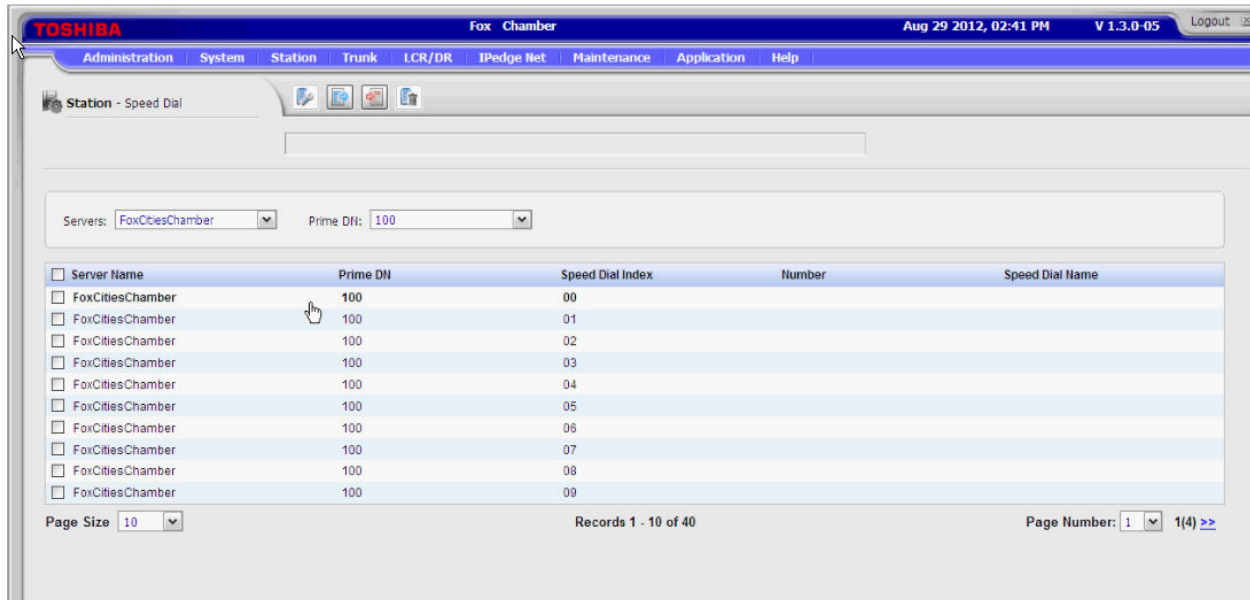 TOSHIBA Fox Chamber Aug 29 2012, 02:41 PM V 1.3.0-05 Logout
Administration System Station Trunk LCR/DR IPedge Net Maintenance Application Help
Station - Speed Dial
Servers: FoxCitiesChamber Prime DN: 100
Server Name Prime DN Speed Dial Index Number Speed Dial Name
FoxCitiesChamber 100 00
FoxCitiesChamber 100 01
FoxCitiesChamber 100 02
FoxCitiesChamber 100 03
FoxCitiesChamber 100 04
FoxCitiesChamber 100 05
FoxCitiesChamber 100 06
FoxCitiesChamber 100 07
FoxCitiesChamber 100 08
FoxCitiesChamber 100 09
Page Size 10 Records 1 - 10 of 40 Page Number: 1 1(4) >>